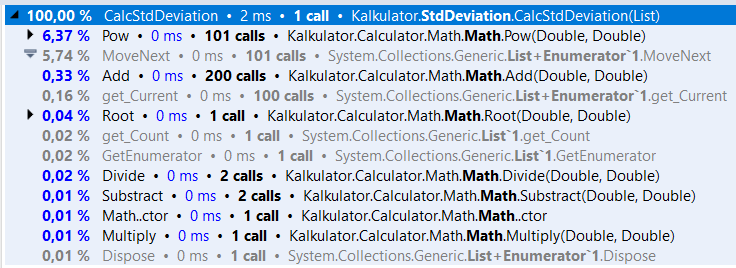 100,00 % CalcStdDeviation • 2 ms • 1 call • Kalkulator.StdDeviation.CalcStdDeviation(List)
6,37 % Pow • 0 ms • 101 calls • Kalkulator.Calculator.Math.Math.Pow(Double, Double)
5,74 % MoveNext • 0 ms • 101 calls • System.Collections.Generic.List+Enumerator`1.MoveNext
0,33 % Add • 0 ms • 200 calls • Kalkulator.Calculator.Math.Math.Add(Double, Double)
0,16 % get_Current • 0 ms • 100 calls • System.Collections.Generic.List+Enumerator`1.get_Current
0,04 % Root • 0 ms • 1 call • Kalkulator.Calculator.Math.Math.Root(Double, Double)
0,02 % get_Count • 0 ms • 1 call • System.Collections.Generic.List`1.get_Count
0,02 % GetEnumerator • 0 ms • 1 call • System.Collections.Generic.List`1.GetEnumerator
0,02 % Divide • 0 ms • 2 calls • Kalkulator.Calculator.Math.Math.Divide(Double, Double)
0,01 % Substract • 0 ms • 2 calls • Kalkulator.Calculator.Math.Math.Substract(Double, Double)
0,01 % Math..ctor • 0 ms • 1 call • Kalkulator.Calculator.Math.Math..ctor
0,01 % Multiply • 0 ms • 1 call • Kalkulator.Calculator.Math.Math.Multiply(Double, Double)
0,01 % Dispose • 0 ms • 1 call • System.Collections.Generic.List+Enumerator`1.Dispose